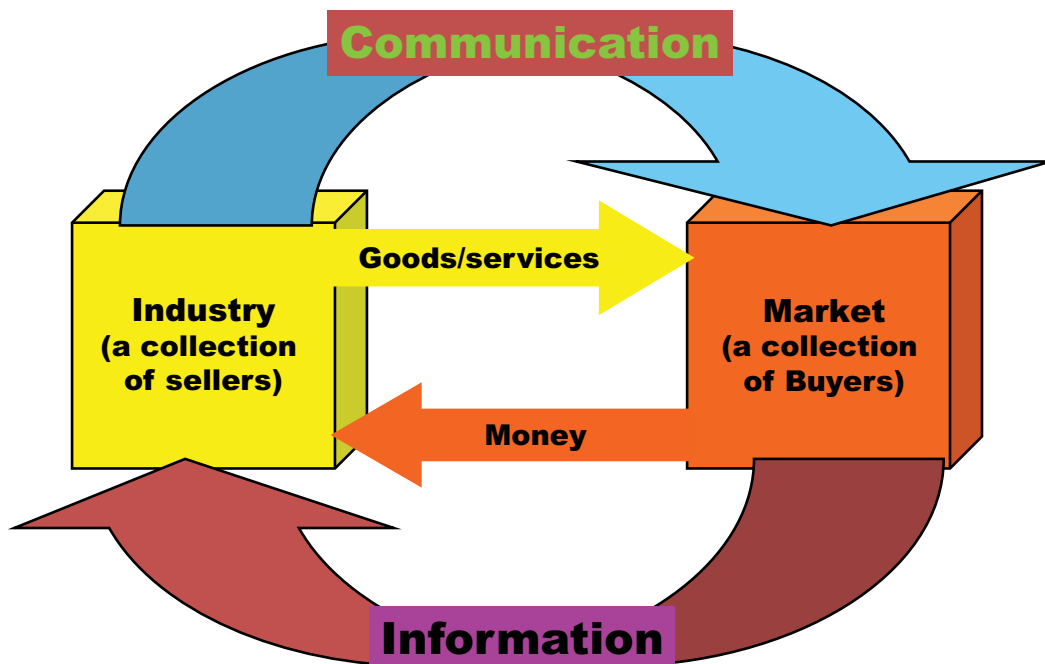 Communication
Goods/services
Industry
(a collection
of sellers)
Market
(a collection
of Buyers)
Money
Information